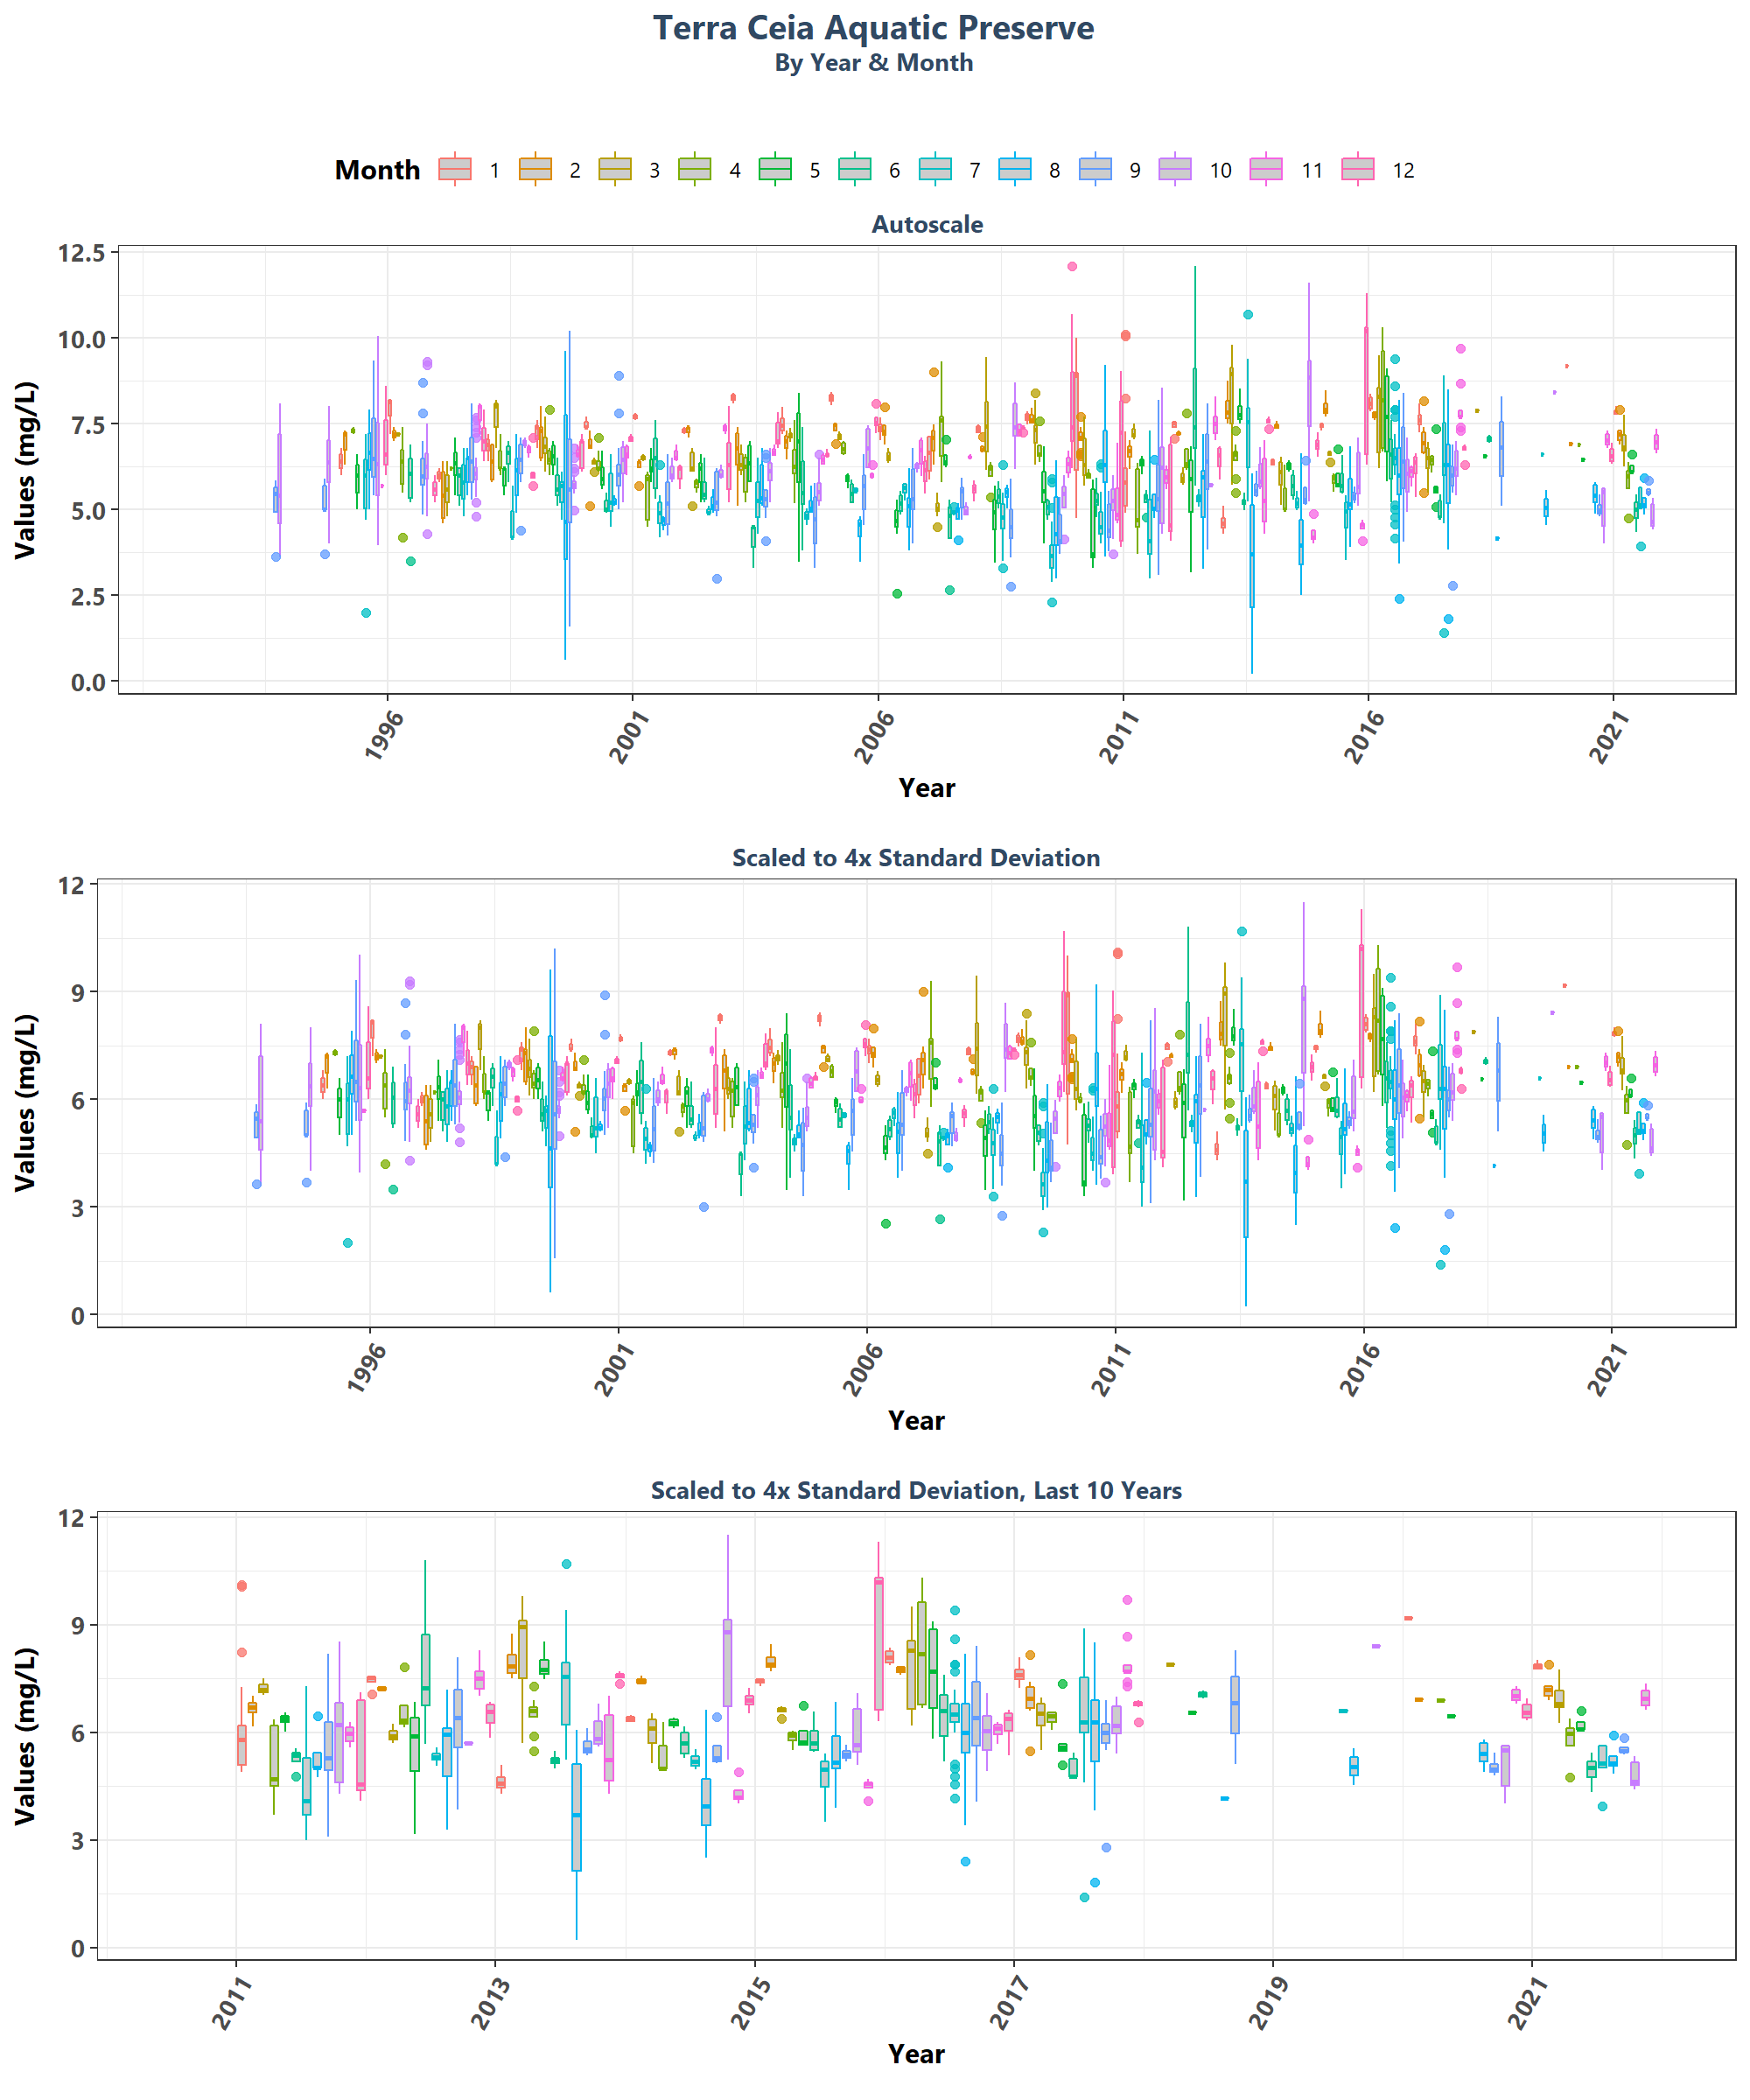 Terra Ceia Aquatic Preserve
By Year & Month
Month 1 2 3 4 5 6 7 8 9 10 11 12
Autoscale
Values (mg/L)
12.5
10.0
7.5
5.0
2.5
0.0
1996 2001 2006 2011 2016 2021
Year
Scaled to 4x Standard Deviation
Values (mg/L)
12
9
6
3
0
1996 2001 2006 2011 2016 2021
Year
Scaled to 4x Standard Deviation, Last 10 Years
Values (mg/L)
12
9
6
3
0
2011 2013 2015 2017 2019 2021
Year